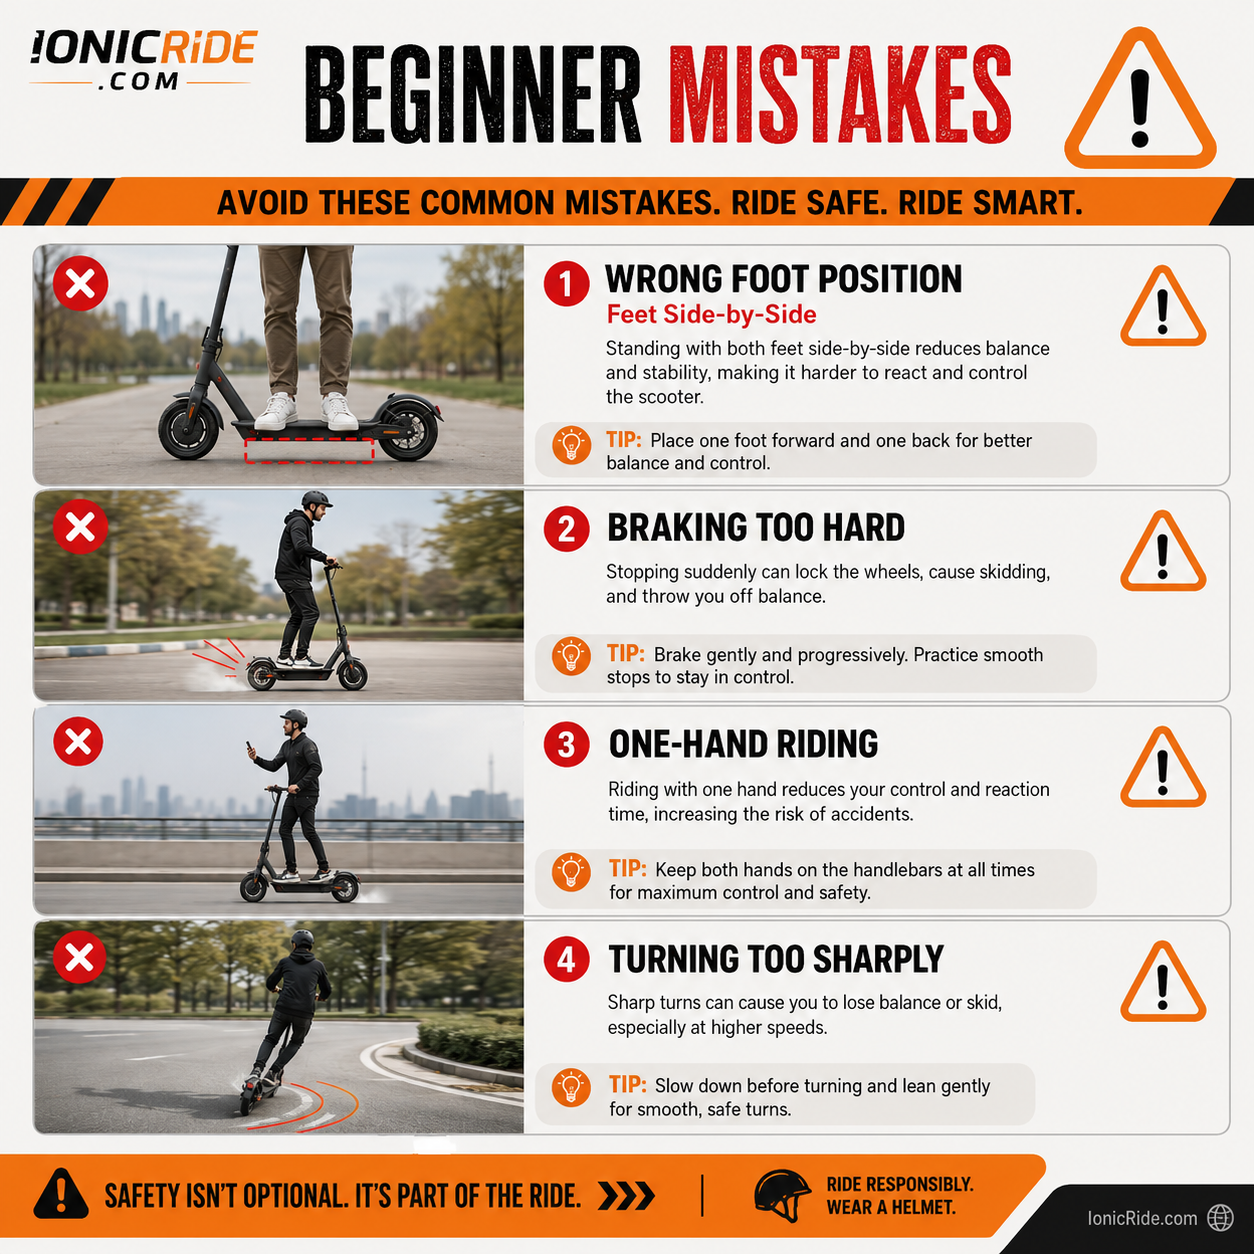 IONICRIDE
.COM
BEGINNER MISTAKES
AVOID THESE COMMON MISTAKES. RIDE SAFE. RIDE SMART.
1 WRONG FOOT POSITION
Feet Side-by-Side
Standing with both feet side-by-side reduces balance
and stability, making it harder to react and control
the scooter.
TIP: Place one foot forward and one back for better
balance and control.
2 BRAKING TOO HARD
Stopping suddenly can lock the wheels, cause skidding,
and throw you off balance.
TIP: Brake gently and progressively. Practice smooth
stops to stay in control.
3 ONE-HAND RIDING
Riding with one hand reduces your control and reaction
time, increasing the risk of accidents.
TIP: Keep both hands on the handlebars at all times
for maximum control and safety.
4 TURNING TOO SHARPLY
Sharp turns can cause you to lose balance or skid,
especially at higher speeds.
TIP: Slow down before turning and lean gently
for smooth, safe turns.
SAFETY ISN'T OPTIONAL. IT'S PART OF THE RIDE.
RIDE RESPONSIBLY.
WEAR A HELMET.
IonicRide.com